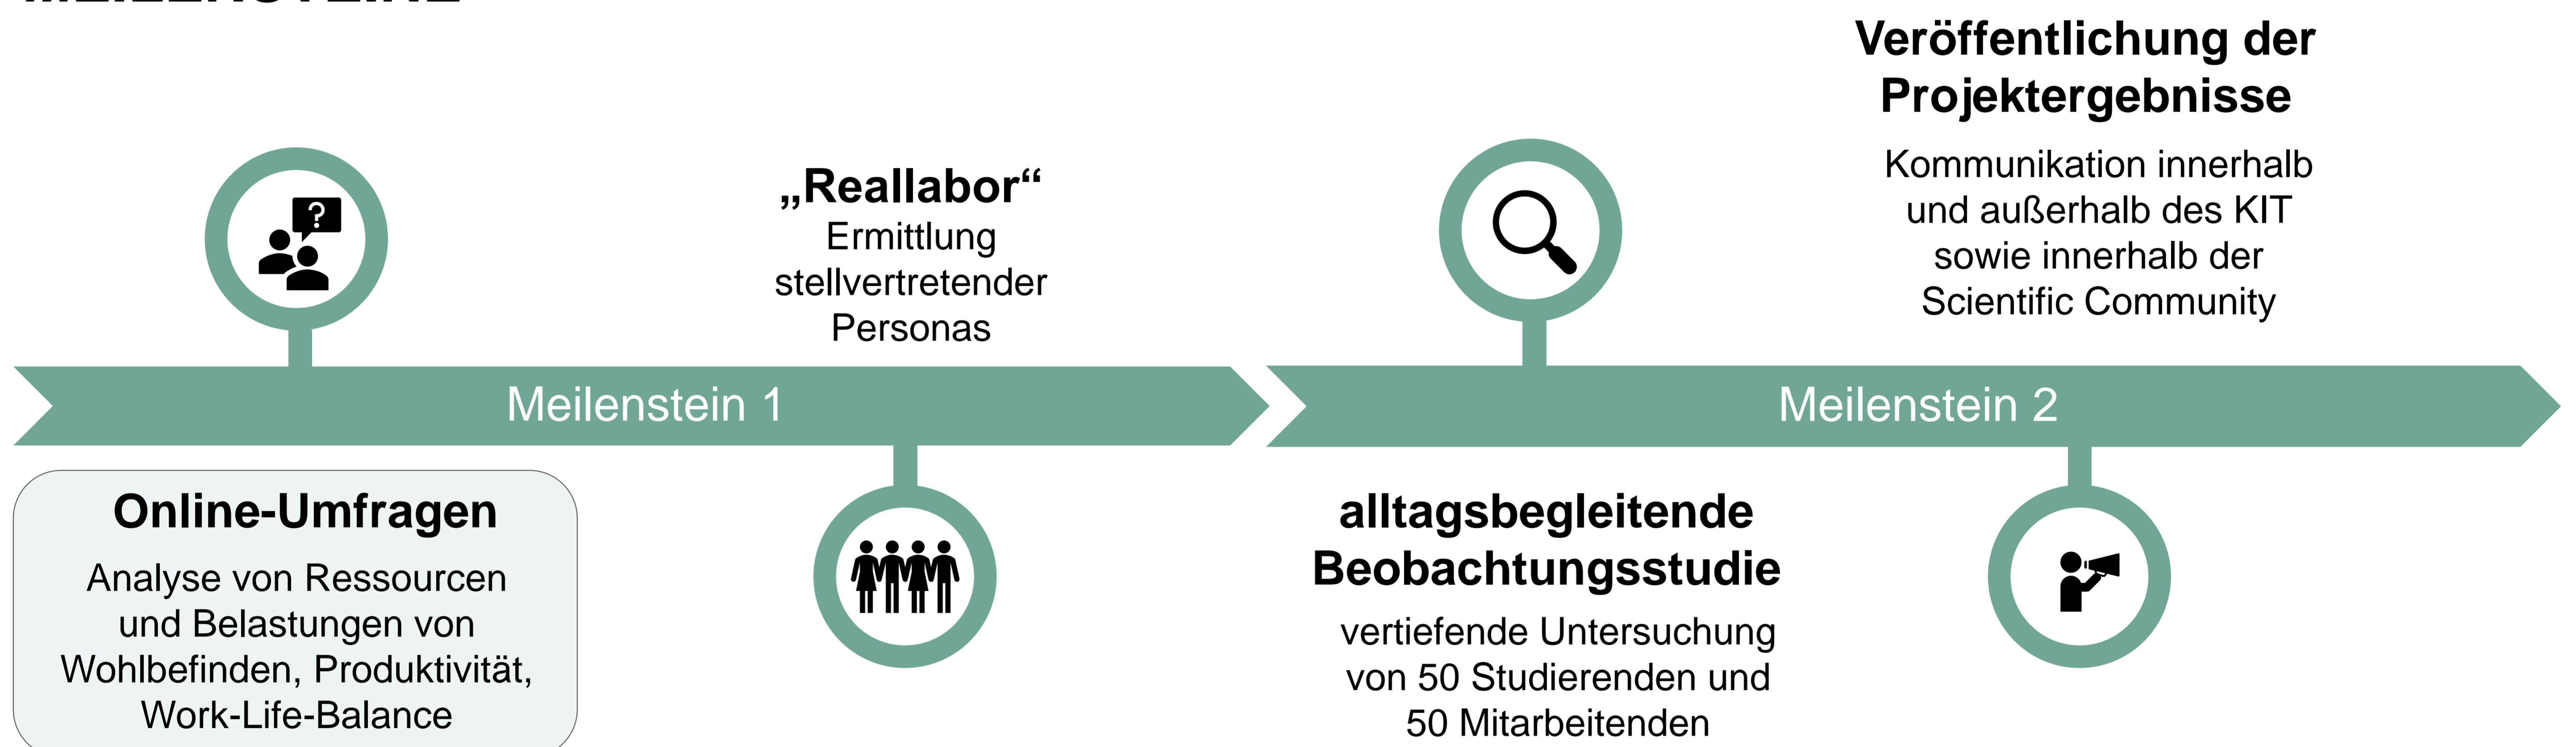 Veröffentlichung der
Projektergebnisse
Kommunikation innerhalb
und außerhalb des KIT
sowie innerhalb der
Scientific Community
?
„Reallabor“
Ermittlung
stellvertretender
Personas
Meilenstein 1
Meilenstein 2
Online-Umfragen
Analyse von Ressourcen
und Belastungen von
Wohlbefinden, Produktivität,
Work-Life-Balance
alltagsbegleitende
Beobachtungsstudie
vertiefende Untersuchung
von 50 Studierenden und
50 Mitarbeitenden